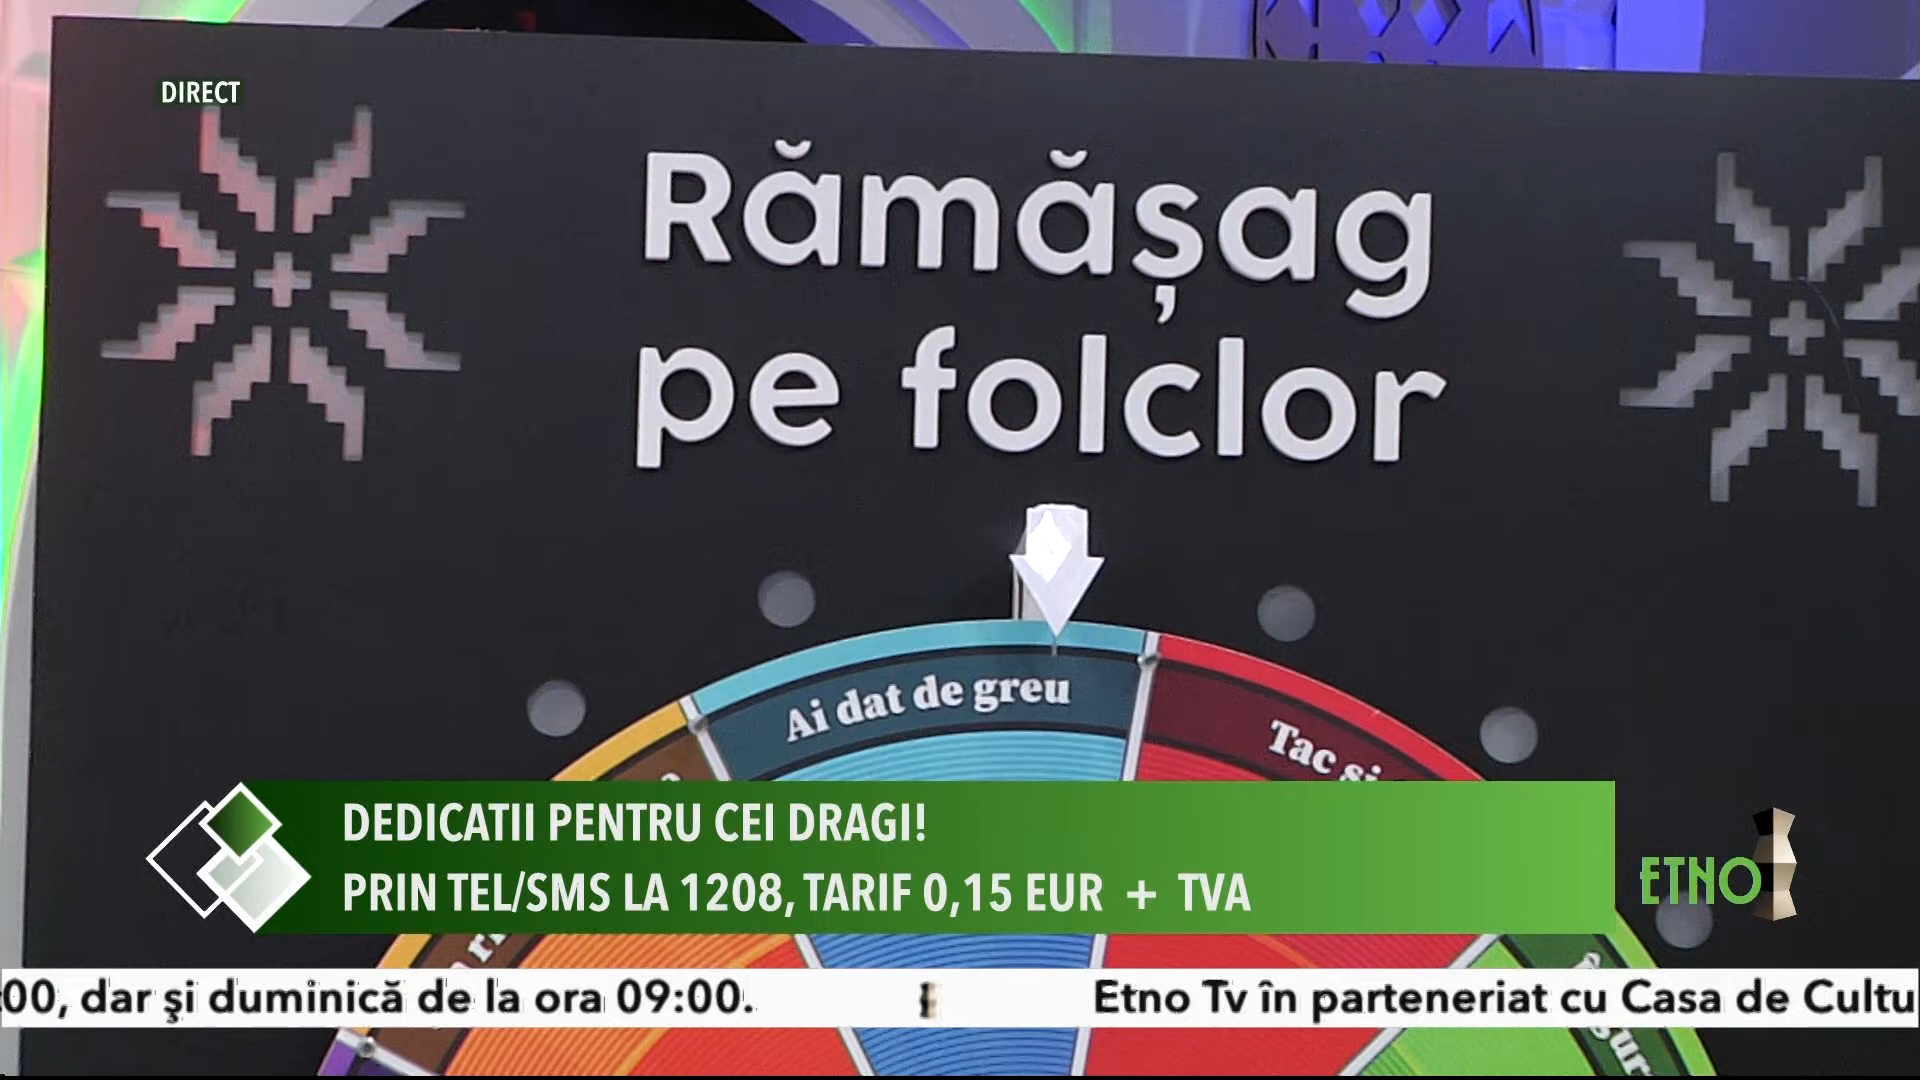 DIRECT
Rămășag
pe folclor
Ai dat de greu
Tac și
DEDICATII PENTRU CEI DRAGI!
PRIN TEL/SMS LA 1208, TARIF 0,15 EUR + TVA
ETNO
:00, dar şi duminică de la ora 09:00.
Etno Tv în parteneriat cu Casa de Cultu